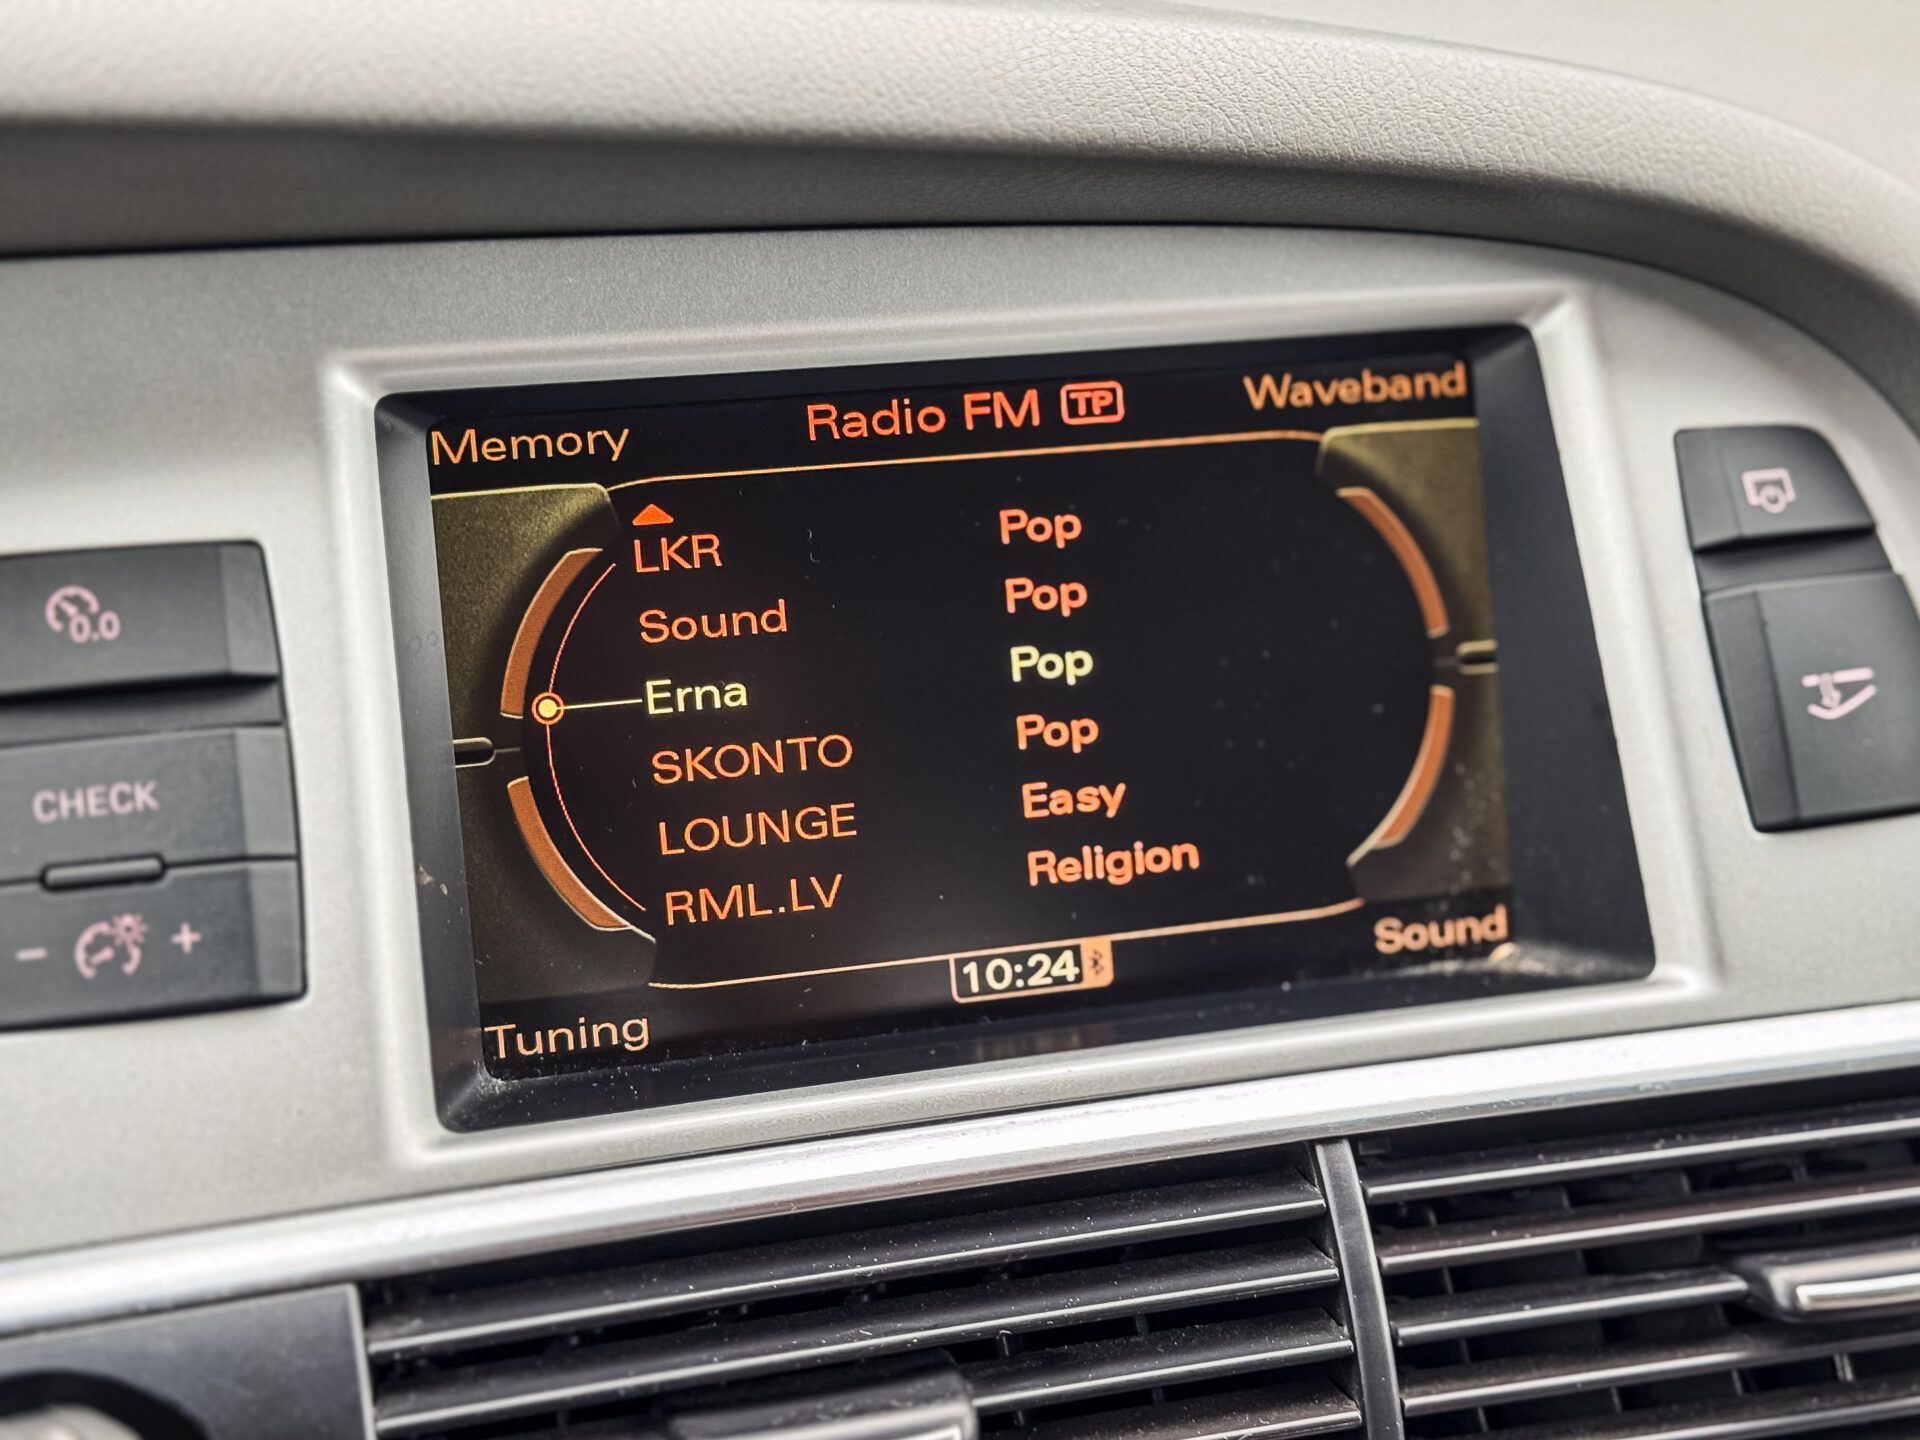 Memory
Radio FM TP
Waveband
LKR Pop
Sound Pop
Erna Pop
SKONTO Pop
LOUNGE Easy
RML.LV Religion
10:24
Sound
Tuning
0.0
CHECK
- +